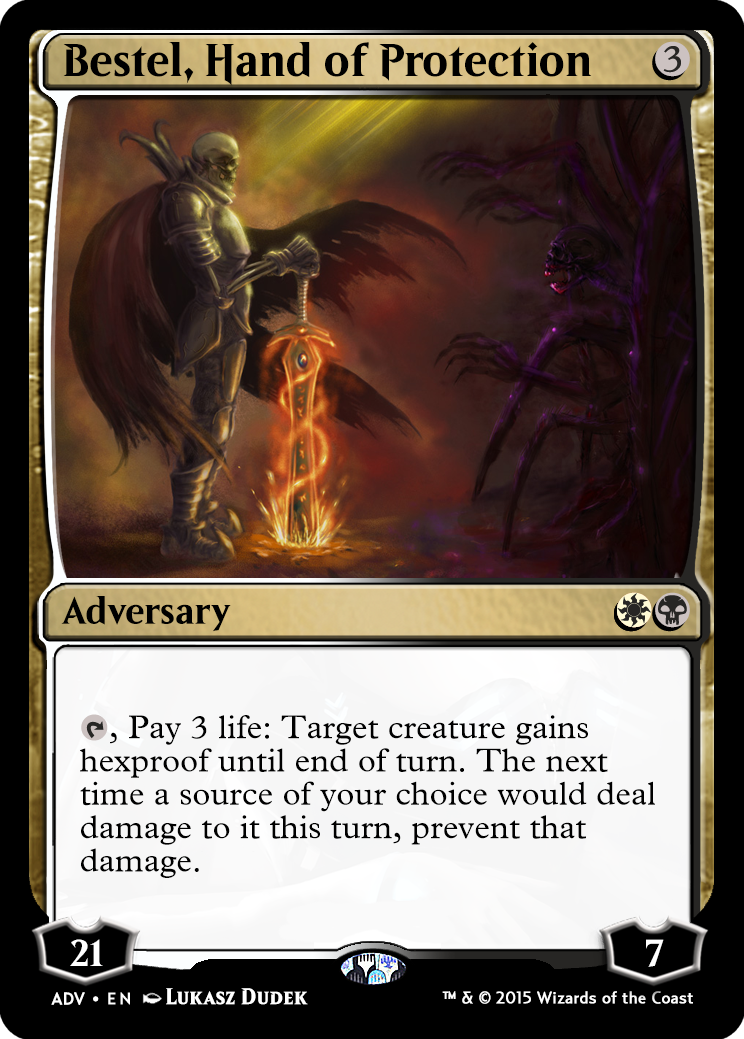 Bestel, Hand of Protection 3
Adversary
, Pay 3 life: Target creature gains
hexproof until end of turn. The next
time a source of your choice would deal
damage to it this turn, prevent that
damage.
21 7
ADV • EN LUKASZ DUDEK ™ & © 2015 Wizards of the Coast